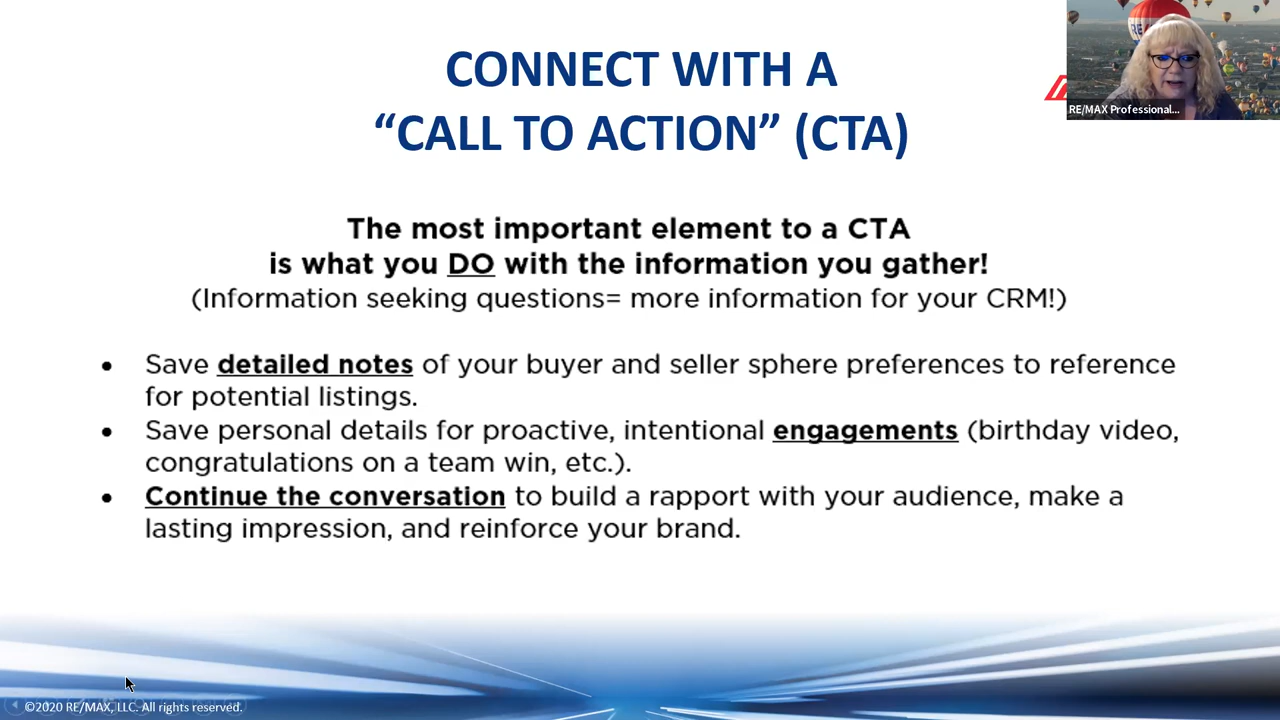 CONNECT WITH A
“CALL TO ACTION” (CTA)
RE/MAX Professional...
The most important element to a CTA
is what you DO with the information you gather!
(Information seeking questions= more information for your CRM!)
• Save detailed notes of your buyer and seller sphere preferences to reference
for potential listings.
• Save personal details for proactive, intentional engagements (birthday video,
congratulations on a team win, etc.).
• Continue the conversation to build a rapport with your audience, make a
lasting impression, and reinforce your brand.
©2020 RE/MAX, LLC. All rights reserved.